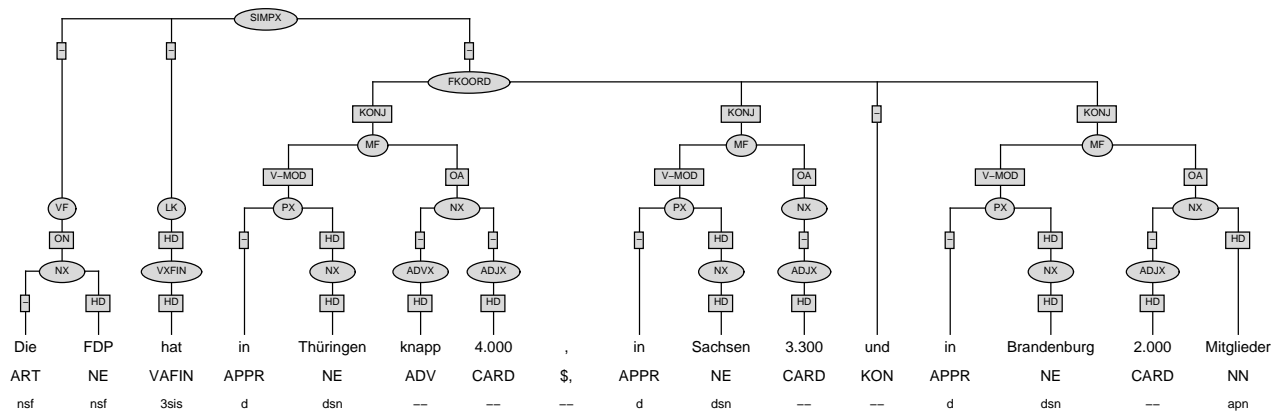 SIMPX
– – –
FKOORD
KONJ KONJ – KONJ
MF MF MF
V–MOD OA V–MOD OA V–MOD OA
VF LK PX NX PX NX PX NX
ON HD – HD – – – HD – – HD – HD
NX VXFIN NX ADVX ADJX NX ADJX NX ADJX
– HD HD HD HD HD HD HD HD HD
Die FDP hat in Thüringen knapp 4.000 , in Sachsen 3.300 und in Brandenburg 2.000 Mitglieder
ART NE VAFIN APPR NE ADV CARD $, APPR NE CARD KON APPR NE CARD NN
nsf nsf 3sis d dsn –– –– –– d dsn –– –– d dsn –– apn